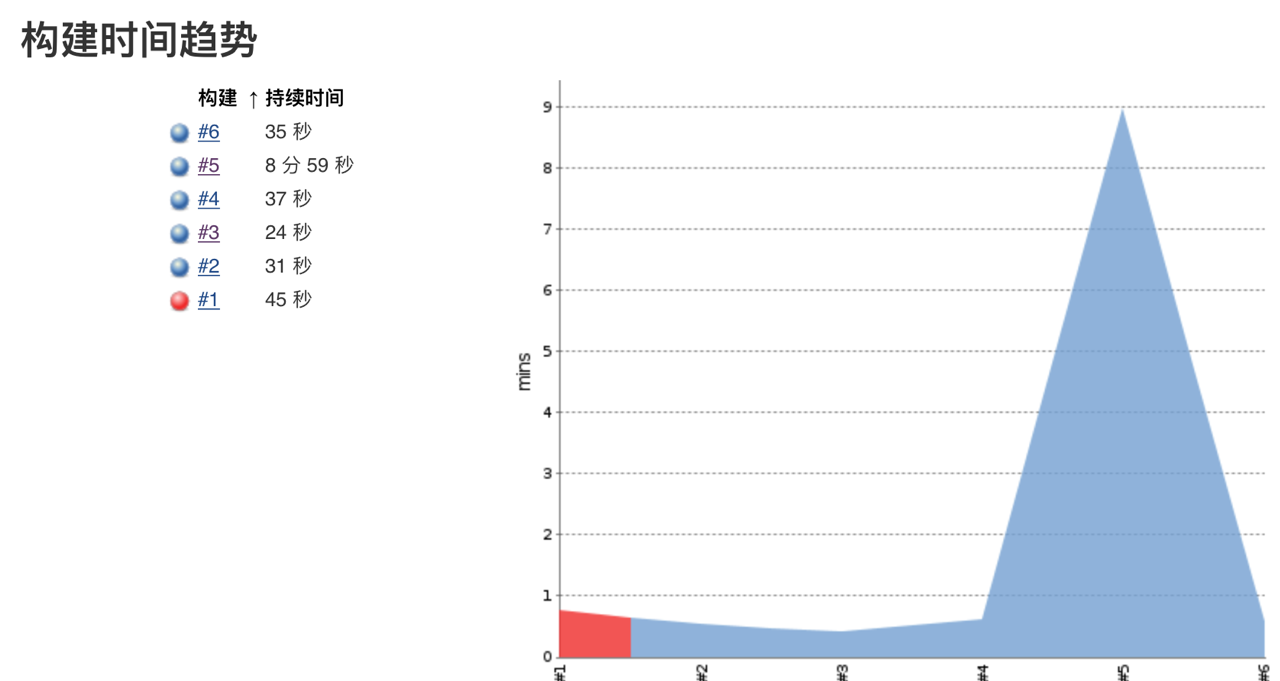 构建时间趋势
构建 ↑ 持续时间
#6 35 秒
#5 8 分 59 秒
#4 37 秒
#3 24 秒
#2 31 秒
#1 45 秒
9
8
7
6
5
4
3
2
1
0
mins
#1 #2 #3 #4 #5 #6